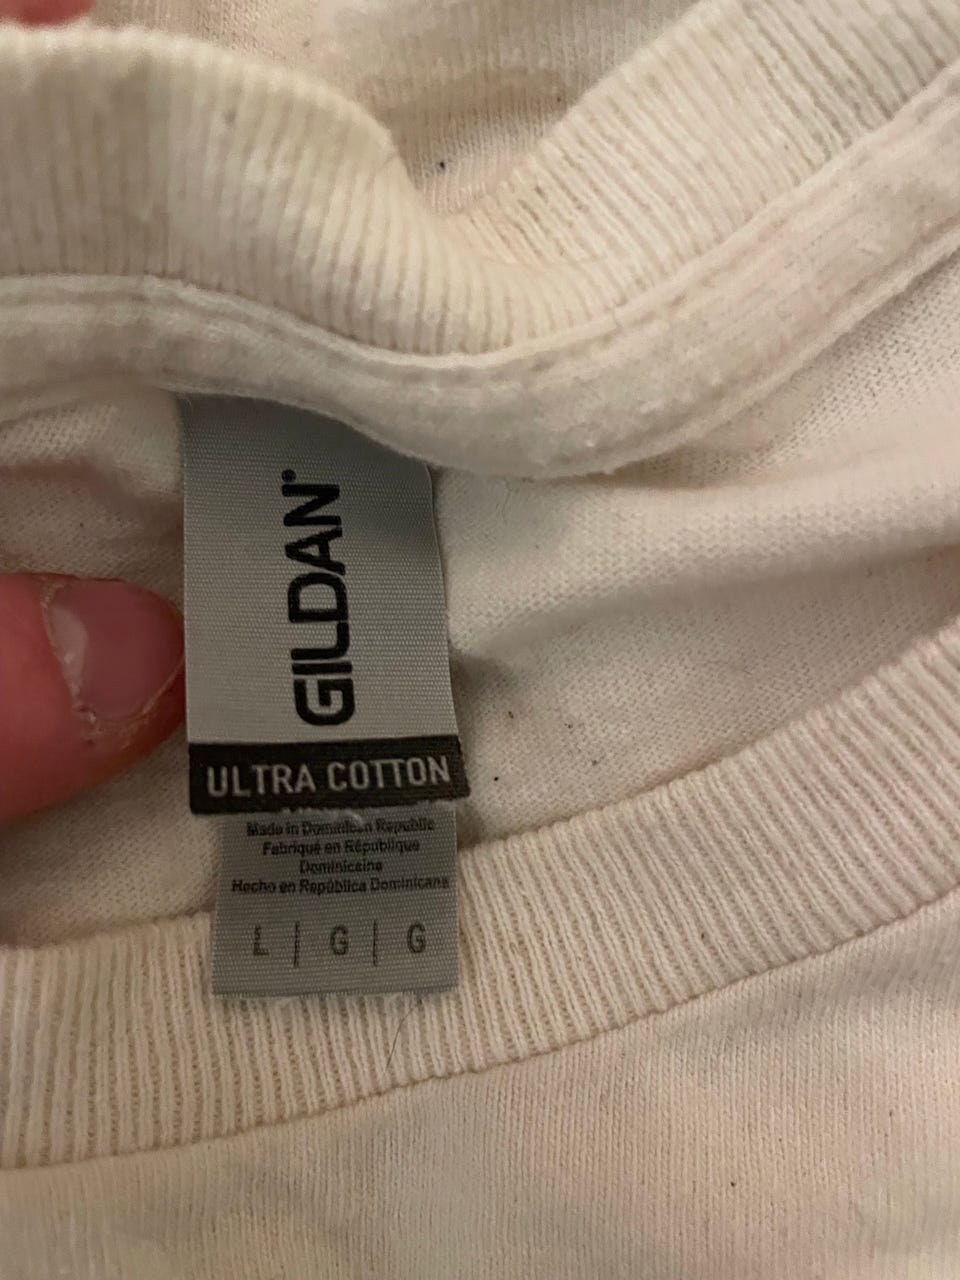 GILDAN®
ULTRA COTTON
Made in Dominican Republic
Fabriqué en République
Dominicaine
Hecho en República Dominicana
L | G | G